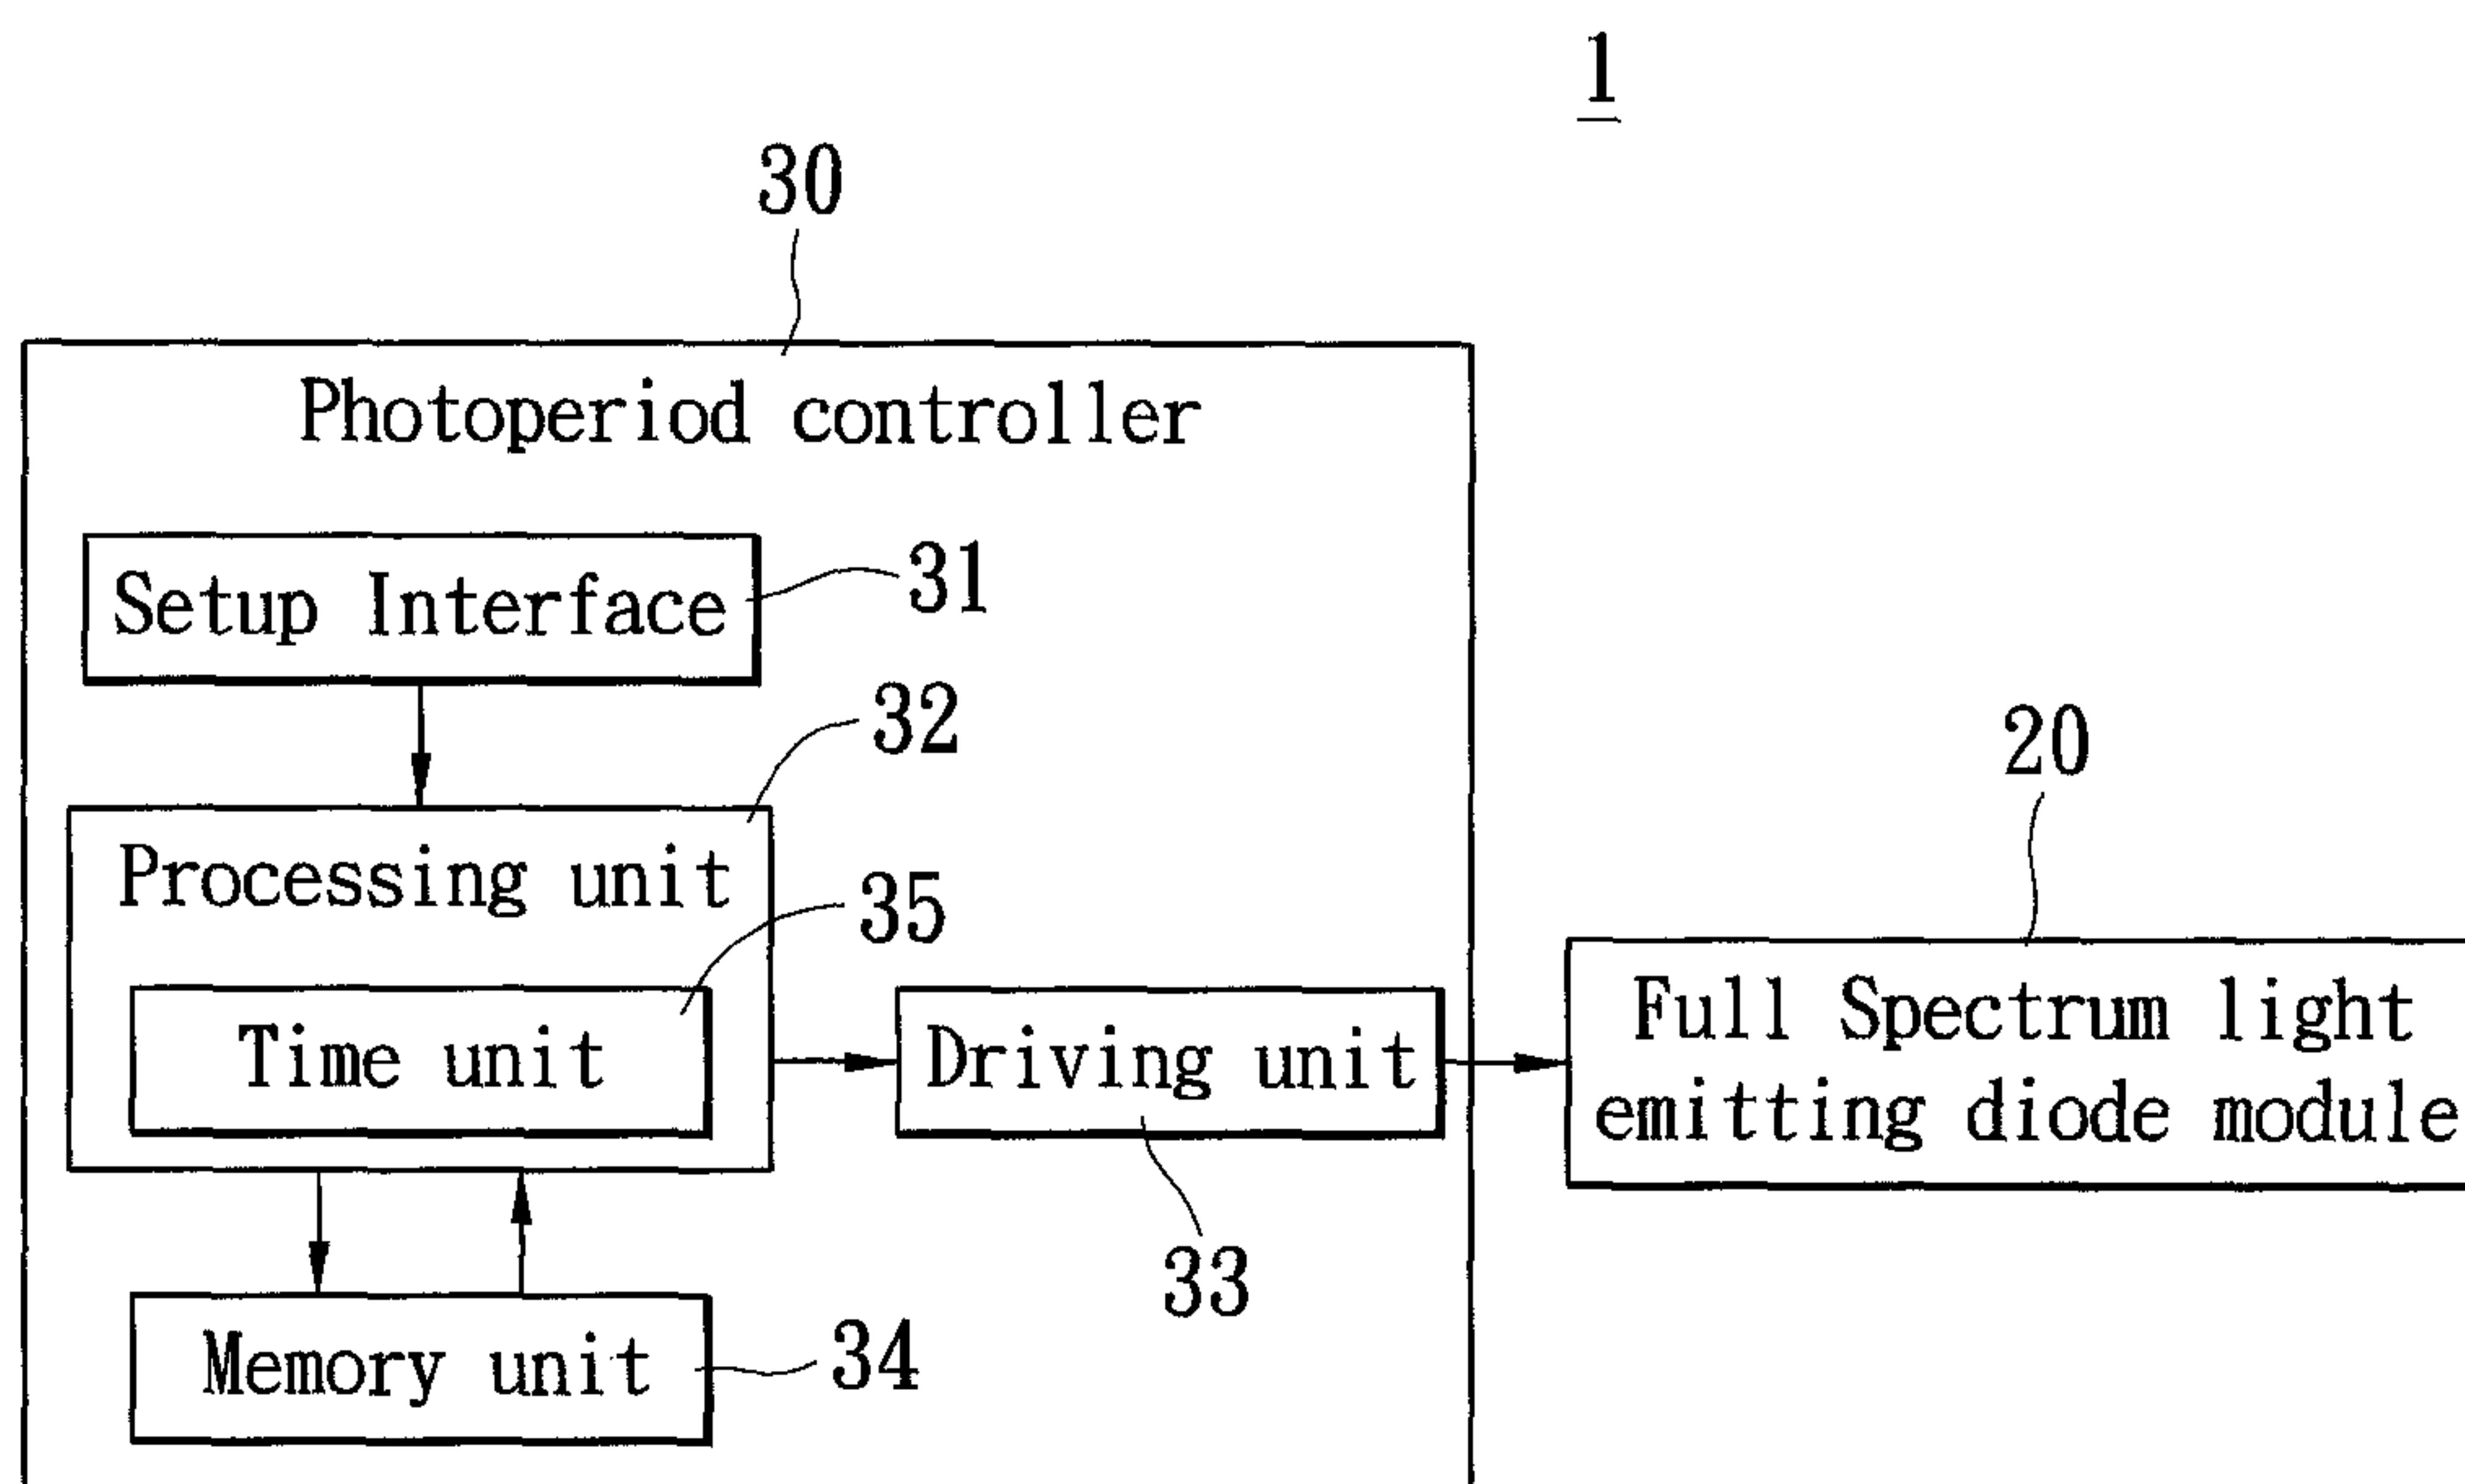 1
30
Photoperiod controller
Setup Interface
31
32
Processing unit
35
Time unit
Driving unit
33
Memory unit
34
20
Full Spectrum light
emitting diode module